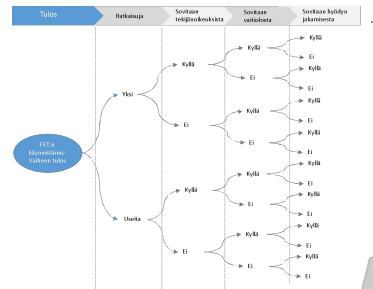 Tulos
Ratkaisuja
Sovitaan
tekijänoikeuksista
Sovitaan
vaitiolosta
Sovitaan hyödyn
jakamisesta
Kyllä
Kyllä
Ei
Kyllä
Kyllä
Ei
Ei
Yksi
Kyllä
Kyllä
Ei
Ei
Kyllä
Ei
Ei
FET:n
käynnistämis-
Vaiheen tulos
Kyllä
Kyllä
Ei
Kyllä
Kyllä
Ei
Ei
Useita
Kyllä
Kyllä
Ei
Ei
Kyllä
Ei
Ei